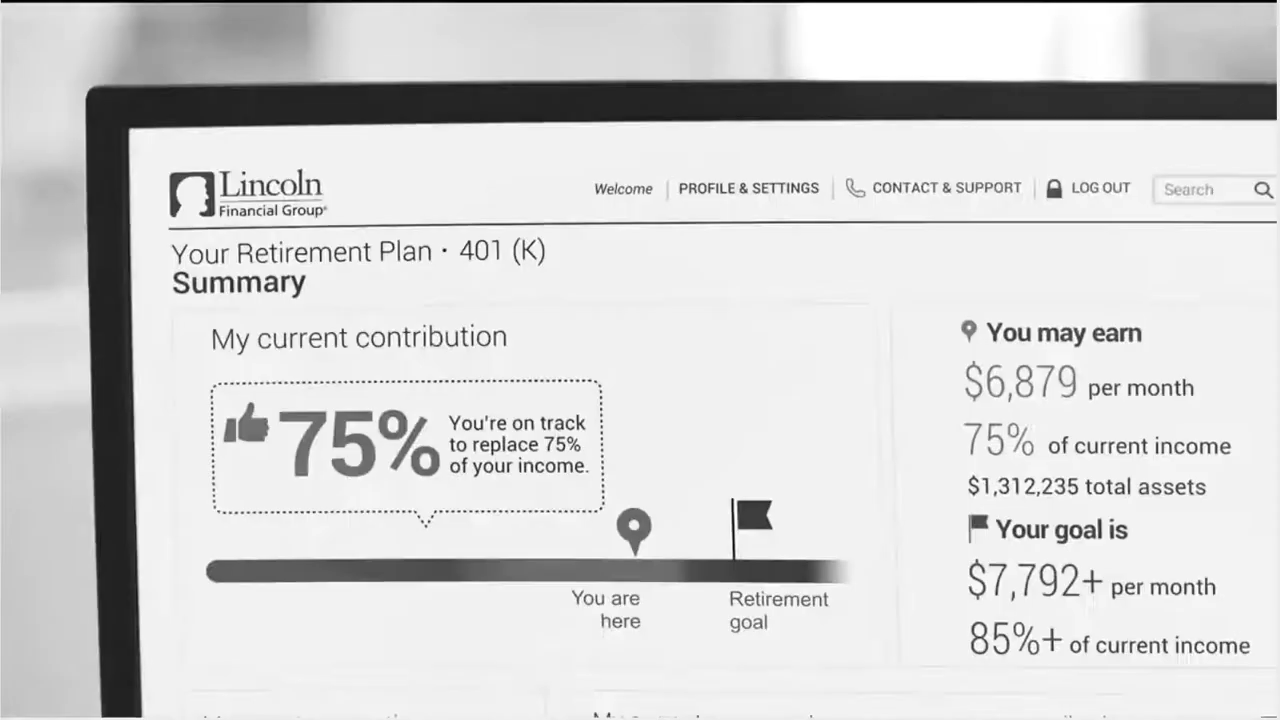 Lincoln
Financial Group®
Welcome PROFILE & SETTINGS CONTACT & SUPPORT LOG OUT Search
Your Retirement Plan · 401 (K)
Summary
My current contribution
75%
You're on track
to replace 75%
of your income.
You are
here
Retirement
goal
You may earn
$6,879 per month
75% of current income
$1,312,235 total assets
Your goal is
$7,792+ per month
85%+ of current income